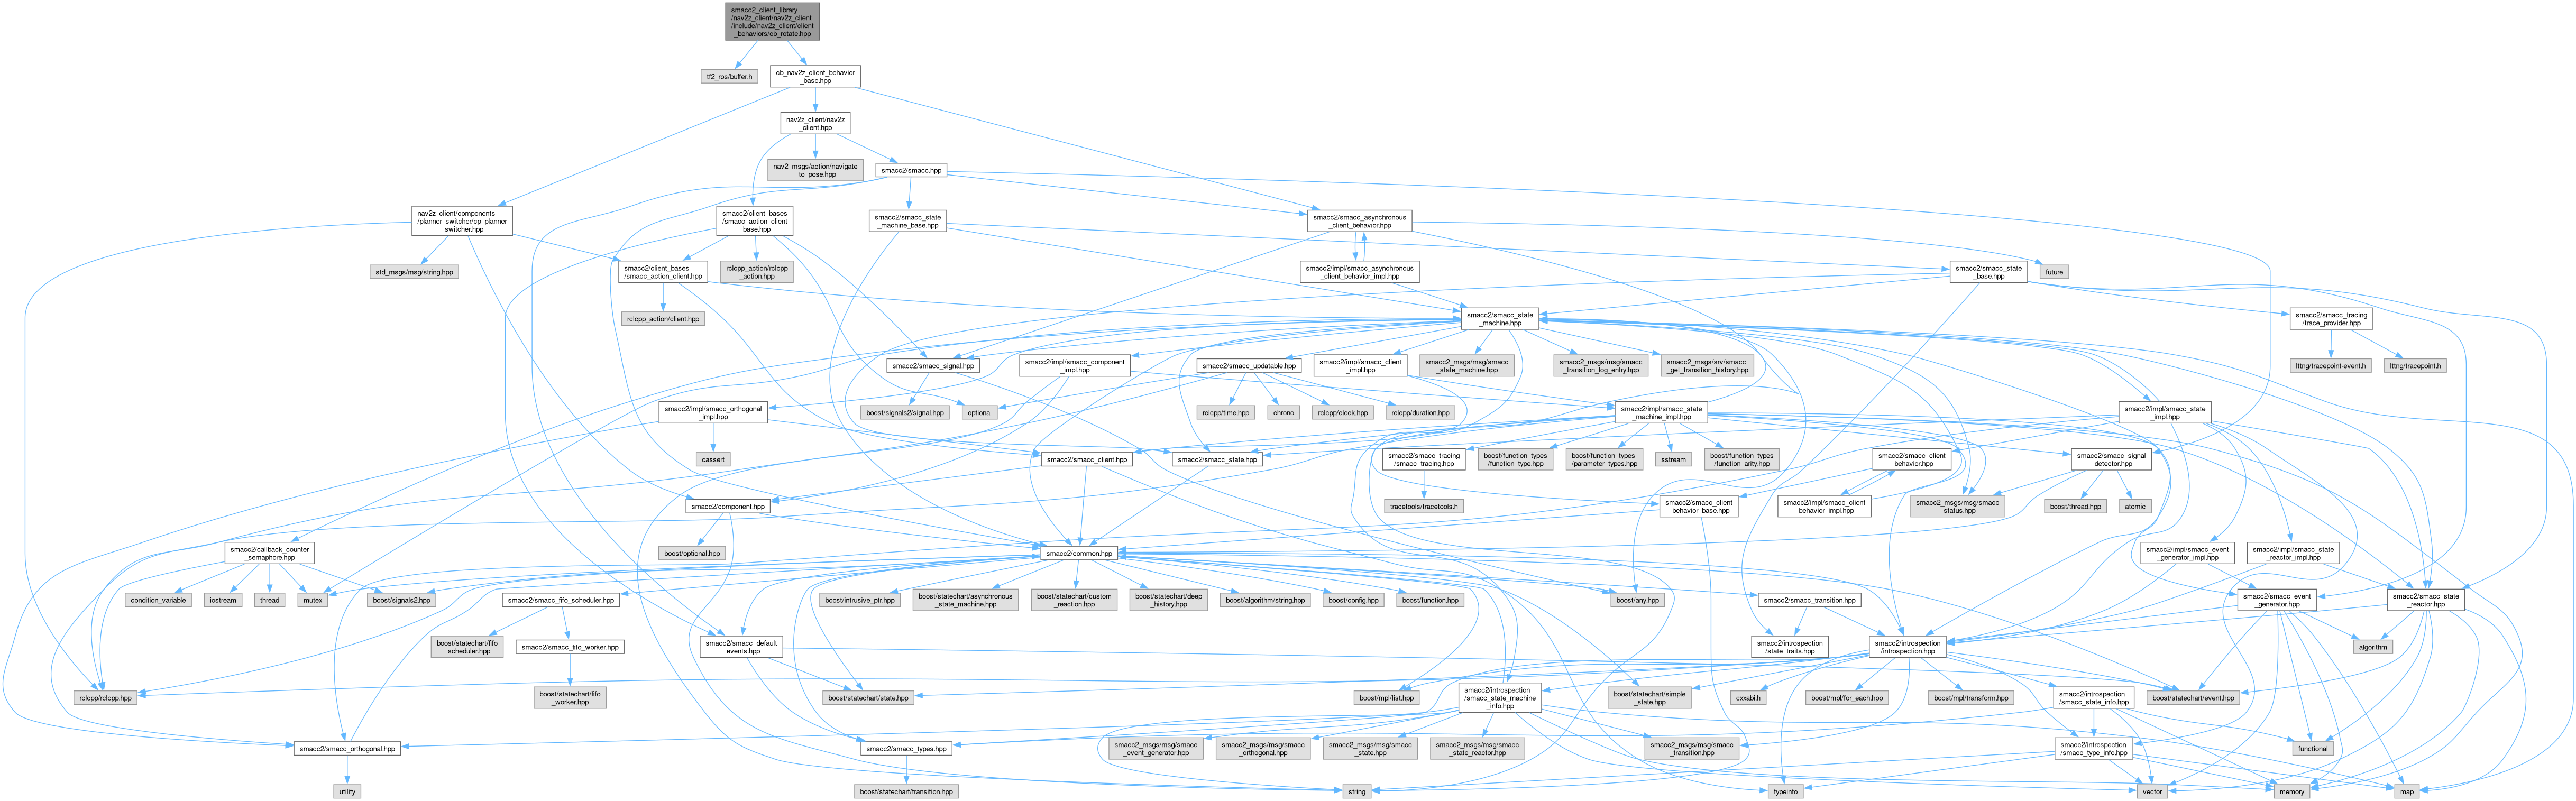 smacc2_client_library
/nav2z_client/nav2z_client
/include/nav2z_client/client
_behaviors/cb_rotate.hpp
tf2_ros/buffer.h
cb_nav2z_client_behavior
_base.hpp
nav2z_client/nav2z
_client.hpp
nav2_msgs/action/navigate
_to_pose.hpp
smacc2/smacc.hpp
nav2z_client/components
/planner_switcher/cp_planner
_switcher.hpp
smacc2/client_bases
/smacc_action_client
_base.hpp
smacc2/smacc_state
_machine_base.hpp
smacc2/smacc_asynchronous
_client_behavior.hpp
std_msgs/msg/string.hpp
smacc2/client_bases
/smacc_action_client.hpp
rclcpp_action/rclcpp
_action.hpp
smacc2/impl/smacc_asynchronous
_client_behavior_impl.hpp
future
smacc2/smacc_state
_base.hpp
rclcpp_action/client.hpp
smacc2/smacc_state
_machine.hpp
smacc2/smacc_tracing
/trace_provider.hpp
smacc2/smacc_signal.hpp
smacc2/impl/smacc_component
_impl.hpp
smacc2/smacc_updatable.hpp
smacc2/impl/smacc_client
_impl.hpp
smacc2_msgs/msg/smacc
_state_machine.hpp
smacc2_msgs/msg/smacc
_transition_log_entry.hpp
smacc2_msgs/srv/smacc
_get_transition_history.hpp
lttng/tracepoint-event.h
lttng/tracepoint.h
smacc2/impl/smacc_orthogonal
_impl.hpp
boost/signals2/signal.hpp
optional
rclcpp/time.hpp
chrono
rclcpp/clock.hpp
rclcpp/duration.hpp
smacc2/impl/smacc_state
_machine_impl.hpp
smacc2/impl/smacc_state
_impl.hpp
cassert
smacc2/smacc_client.hpp
smacc2/smacc_state.hpp
smacc2/smacc_tracing
/smacc_tracing.hpp
boost/function_types
/function_type.hpp
boost/function_types
/parameter_types.hpp
sstream
boost/function_types
/function_arity.hpp
smacc2/smacc_client
_behavior.hpp
smacc2/smacc_signal
_detector.hpp
smacc2/component.hpp
tracetools/tracetools.h
smacc2/smacc_client
_behavior_base.hpp
smacc2/impl/smacc_client
_behavior_impl.hpp
smacc2_msgs/msg/smacc
_status.hpp
boost/thread.hpp
atomic
smacc2/callback_counter
_semaphore.hpp
boost/optional.hpp
smacc2/common.hpp
smacc2/impl/smacc_event
_generator_impl.hpp
smacc2/impl/smacc_state
_reactor_impl.hpp
condition_variable
iostream
thread
mutex
boost/signals2.hpp
smacc2/smacc_fifo_scheduler.hpp
boost/intrusive_ptr.hpp
boost/statechart/asynchronous
_state_machine.hpp
boost/statechart/custom
_reaction.hpp
boost/statechart/deep
_history.hpp
boost/algorithm/string.hpp
boost/config.hpp
boost/function.hpp
boost/any.hpp
smacc2/smacc_transition.hpp
smacc2/smacc_event
_generator.hpp
smacc2/smacc_state
_reactor.hpp
boost/statechart/fifo
_scheduler.hpp
smacc2/smacc_fifo_worker.hpp
smacc2/smacc_default
_events.hpp
smacc2/introspection
/state_traits.hpp
smacc2/introspection
/introspection.hpp
algorithm
rclcpp/rclcpp.hpp
boost/statechart/fifo
_worker.hpp
boost/statechart/state.hpp
boost/mpl/list.hpp
smacc2/introspection
/smacc_state_machine
_info.hpp
boost/statechart/simple
_state.hpp
cxxabi.h
boost/mpl/for_each.hpp
boost/mpl/transform.hpp
smacc2/introspection
/smacc_state_info.hpp
boost/statechart/event.hpp
smacc2/smacc_orthogonal.hpp
smacc2/smacc_types.hpp
smacc2_msgs/msg/smacc
_event_generator.hpp
smacc2_msgs/msg/smacc
_orthogonal.hpp
smacc2_msgs/msg/smacc
_state.hpp
smacc2_msgs/msg/smacc
_state_reactor.hpp
smacc2_msgs/msg/smacc
_transition.hpp
smacc2/introspection
/smacc_type_info.hpp
functional
utility
boost/statechart/transition.hpp
string
typeinfo
vector
memory
map